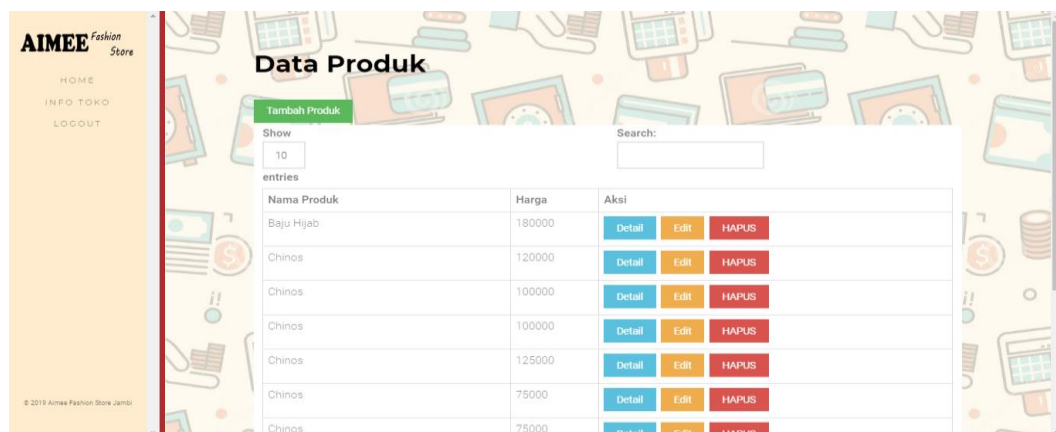 AIMEE Fashion
Store
HOME
INFO TOKO
LOGOUT
© 2019 Aimee Fashion Store Jambi
Data Produk
Tambah Produk
Show
10
entries
Search:
Nama Produk Harga Aksi
Baju Hijab 180000 Detail Edit HAPUS
Chinos 120000 Detail Edit HAPUS
Chinos 100000 Detail Edit HAPUS
Chinos 100000 Detail Edit HAPUS
Chinos 125000 Detail Edit HAPUS
Chinos 75000 Detail Edit HAPUS
Chinos 75000 Detail Edit HAPUS